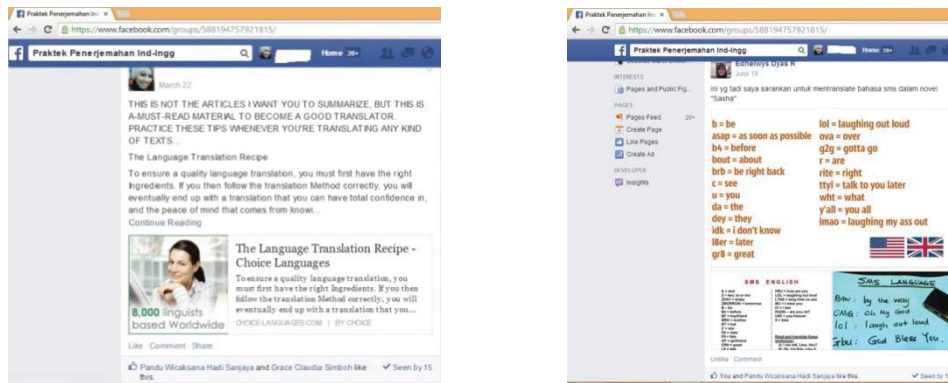 Praktek Penerjemahan Inc
https://www.facebook.com/groups/588194757921815/
Praktek Penerjemahan Ind-Ingg
Home 20+
March 22
THIS IS NOT THE ARTICLES I WANT YOU TO SUMMARIZE, BUT THIS IS
A-MUST-READ MATERIAL TO BECOME A GOOD TRANSLATOR.
PRACTICE THESE TIPS WHENEVER YOU'RE TRANSLATING ANY KIND
OF TEXTS...
The Language Translation Recipe
To ensure a quality language translation, you must first have the right
Ingredients. If you then follow the translation Method correctly, you will
eventually end up with a translation that you can have total confidence in,
and the peace of mind that comes from knowi...
Continue Reading
8,000 linguists
based Worldwide
The Language Translation Recipe -
Choice Languages
To ensure a quality language translation, you
must first have the right Ingredients. If you then
follow the translation Method correctly, you will
eventually end up with a translation that you...
CHOICE-LANGUAGES.COM | BY CHOICE
Like Comment Share
Pandu Wicaksana Hadi Sanjaya and Grace Claudia Simboh like
this.
Seen by 15
Praktek Penerjemahan Inc
https://www.facebook.com/groups/588194757921815/
Praktek Penerjemahan Ind-Ingg
Home 20+
INTERESTS
Pages and Public Fig...
PAGES
Pages Feed 20+
Create Page
Like Pages
Create Ad
DEVELOPER
Insights
Edhelwys Dyas R
June 19
ini yg tadi saya sarankan untuk mentranslate bahasa sms dalam novel
"Sasha"
b = be
asap = as soon as possible
b4 = before
bout = about
brb = be right back
c = see
u = you
da = the
dey = they
idk = i don't know
l8er = later
gr8 = great
lol = laughing out loud
ova = over
g2g = gotta go
r = are
rite = right
ttyl = talk to you later
wht = what
y'all = you all
lmao = laughing my ass out
SMS ENGLISH
SMS LANGUAGE
Btw : by the way
OMG : oh my God
lol : laugh out loud
Gbu : God Bless You.
Unlike Comment
You and Pandu Wicaksana Hadi Sanjaya like this.
Seen by